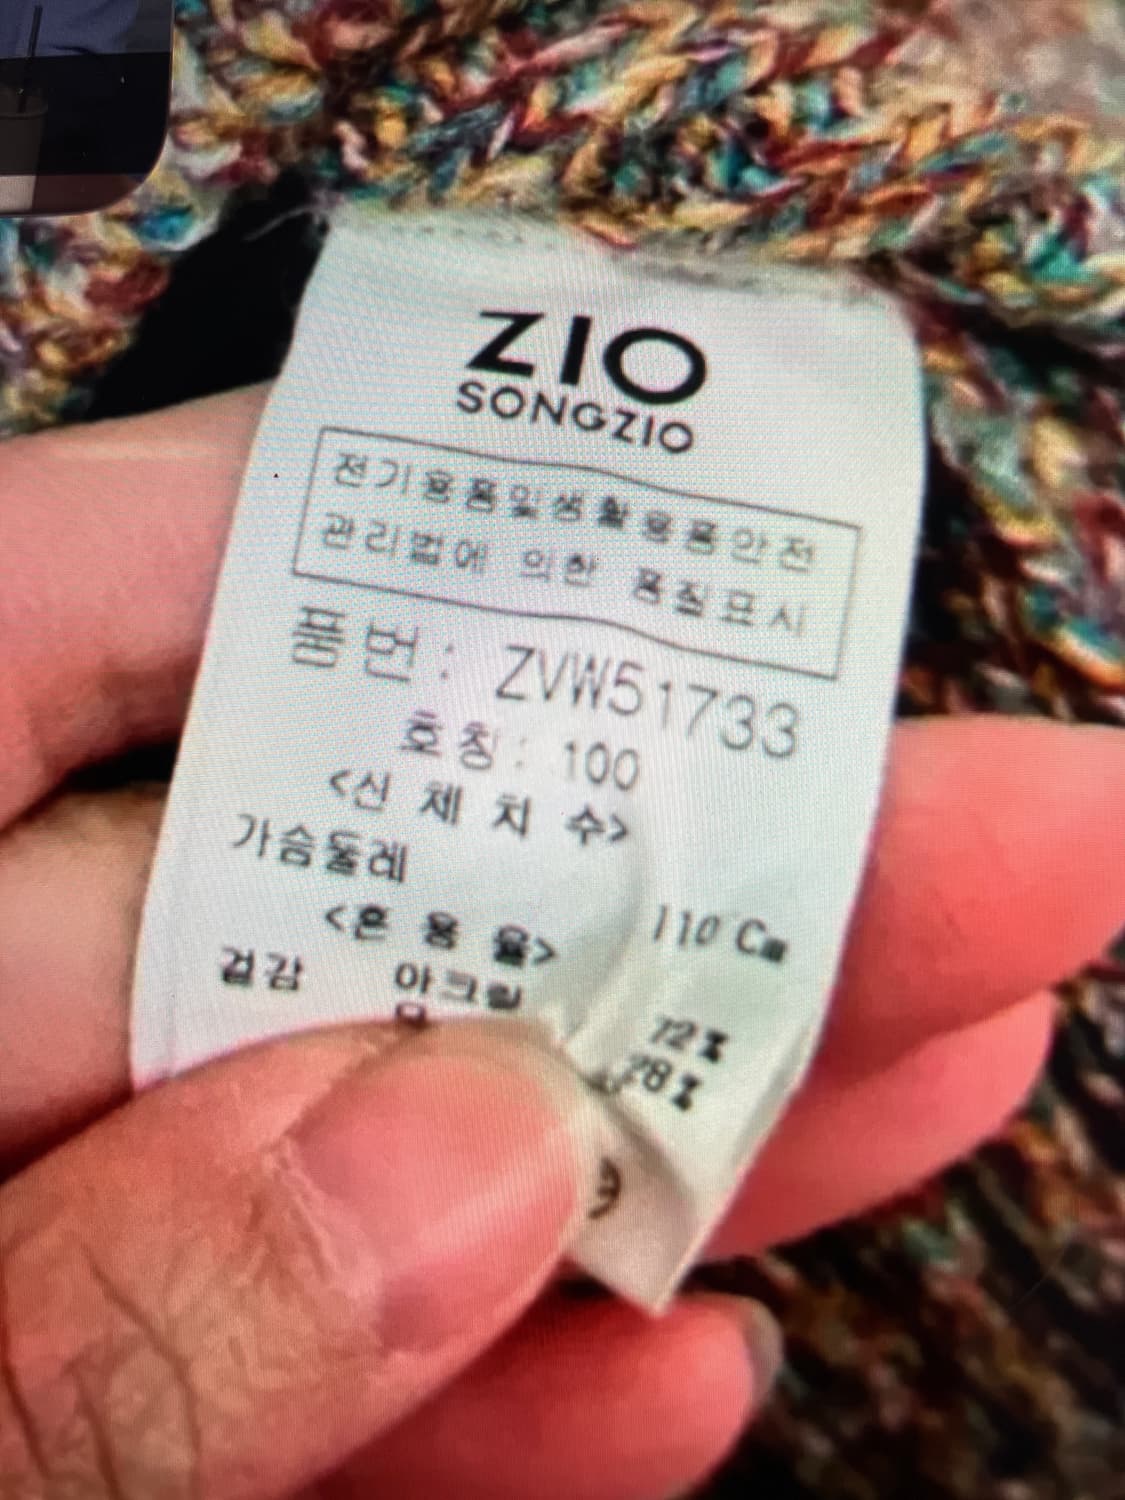 ZIO
SONGZIO
전기용품및생활용품안전
관리법에 의한 품질표시
품번: ZVW51733
호칭: 100
<신 체 치 수>
가슴둘레 110 Cm
<혼 용 율>
겉감 아크릴 72%
28%